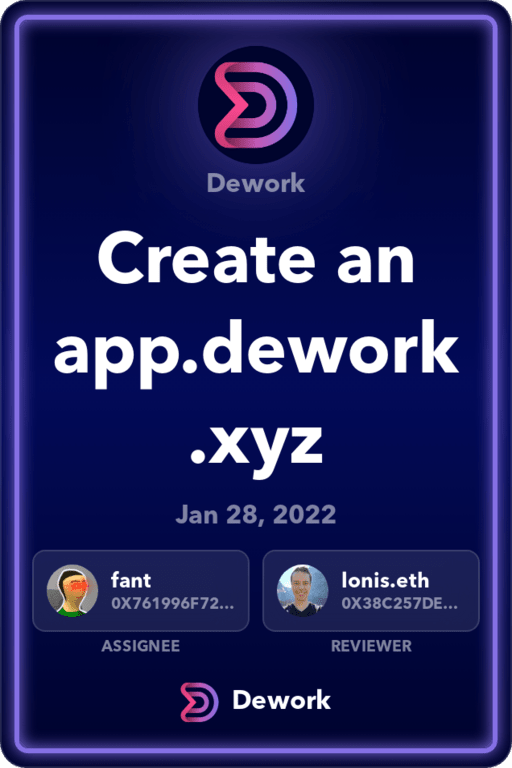 Dework
Create an
app.dework
.xyz
Jan 28, 2022
fant
0X761996F72...
lonis.eth
0X38C257DE...
ASSIGNEE
REVIEWER
Dework